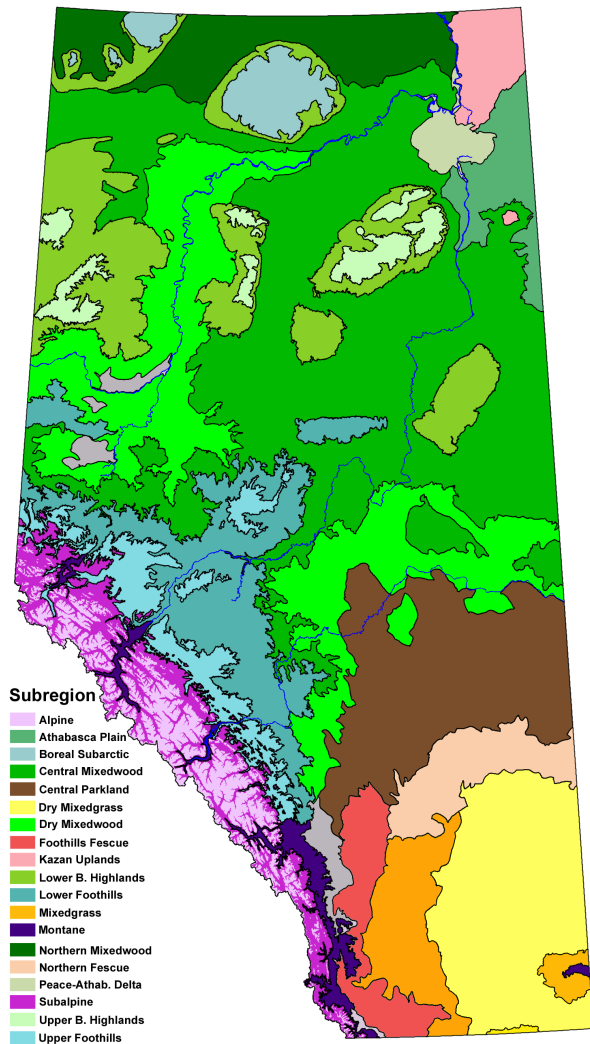 Subregion
Alpine
Athabasca Plain
Boreal Subarctic
Central Mixedwood
Central Parkland
Dry Mixedgrass
Dry Mixedwood
Foothills Fescue
Kazan Uplands
Lower B. Highlands
Lower Foothills
Mixedgrass
Montane
Northern Mixedwood
Northern Fescue
Peace-Athab. Delta
Subalpine
Upper B. Highlands
Upper Foothills